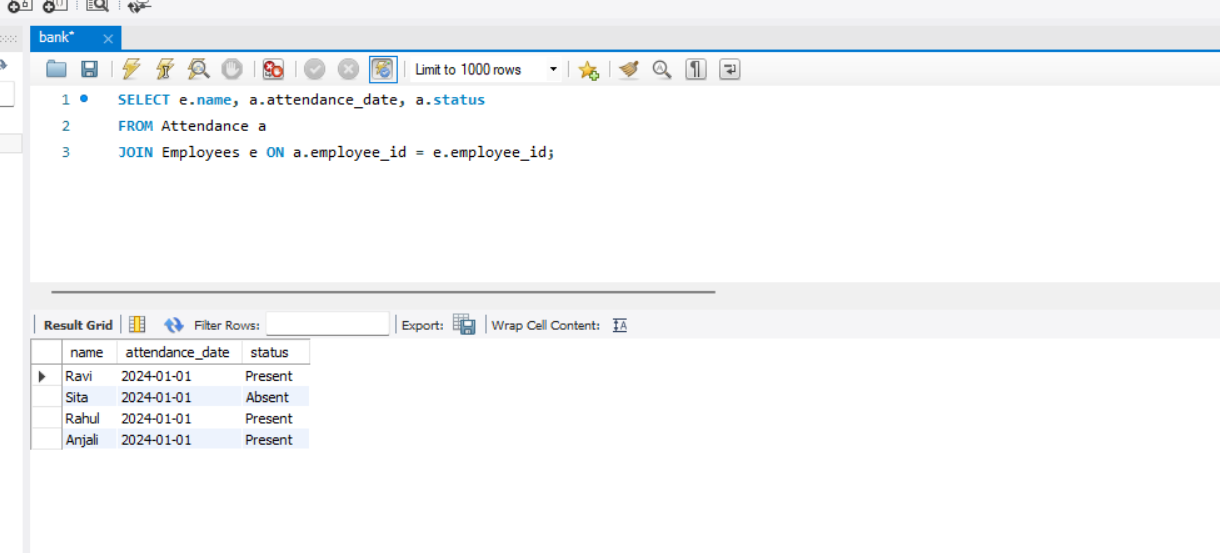 bank*
Limit to 1000 rows
1 SELECT e.name, a.attendance_date, a.status
2 FROM Attendance a
3 JOIN Employees e ON a.employee_id = e.employee_id;
Result Grid Filter Rows: Export: Wrap Cell Content: IA
name attendance_date status
Ravi 2024-01-01 Present
Sita 2024-01-01 Absent
Rahul 2024-01-01 Present
Anjali 2024-01-01 Present